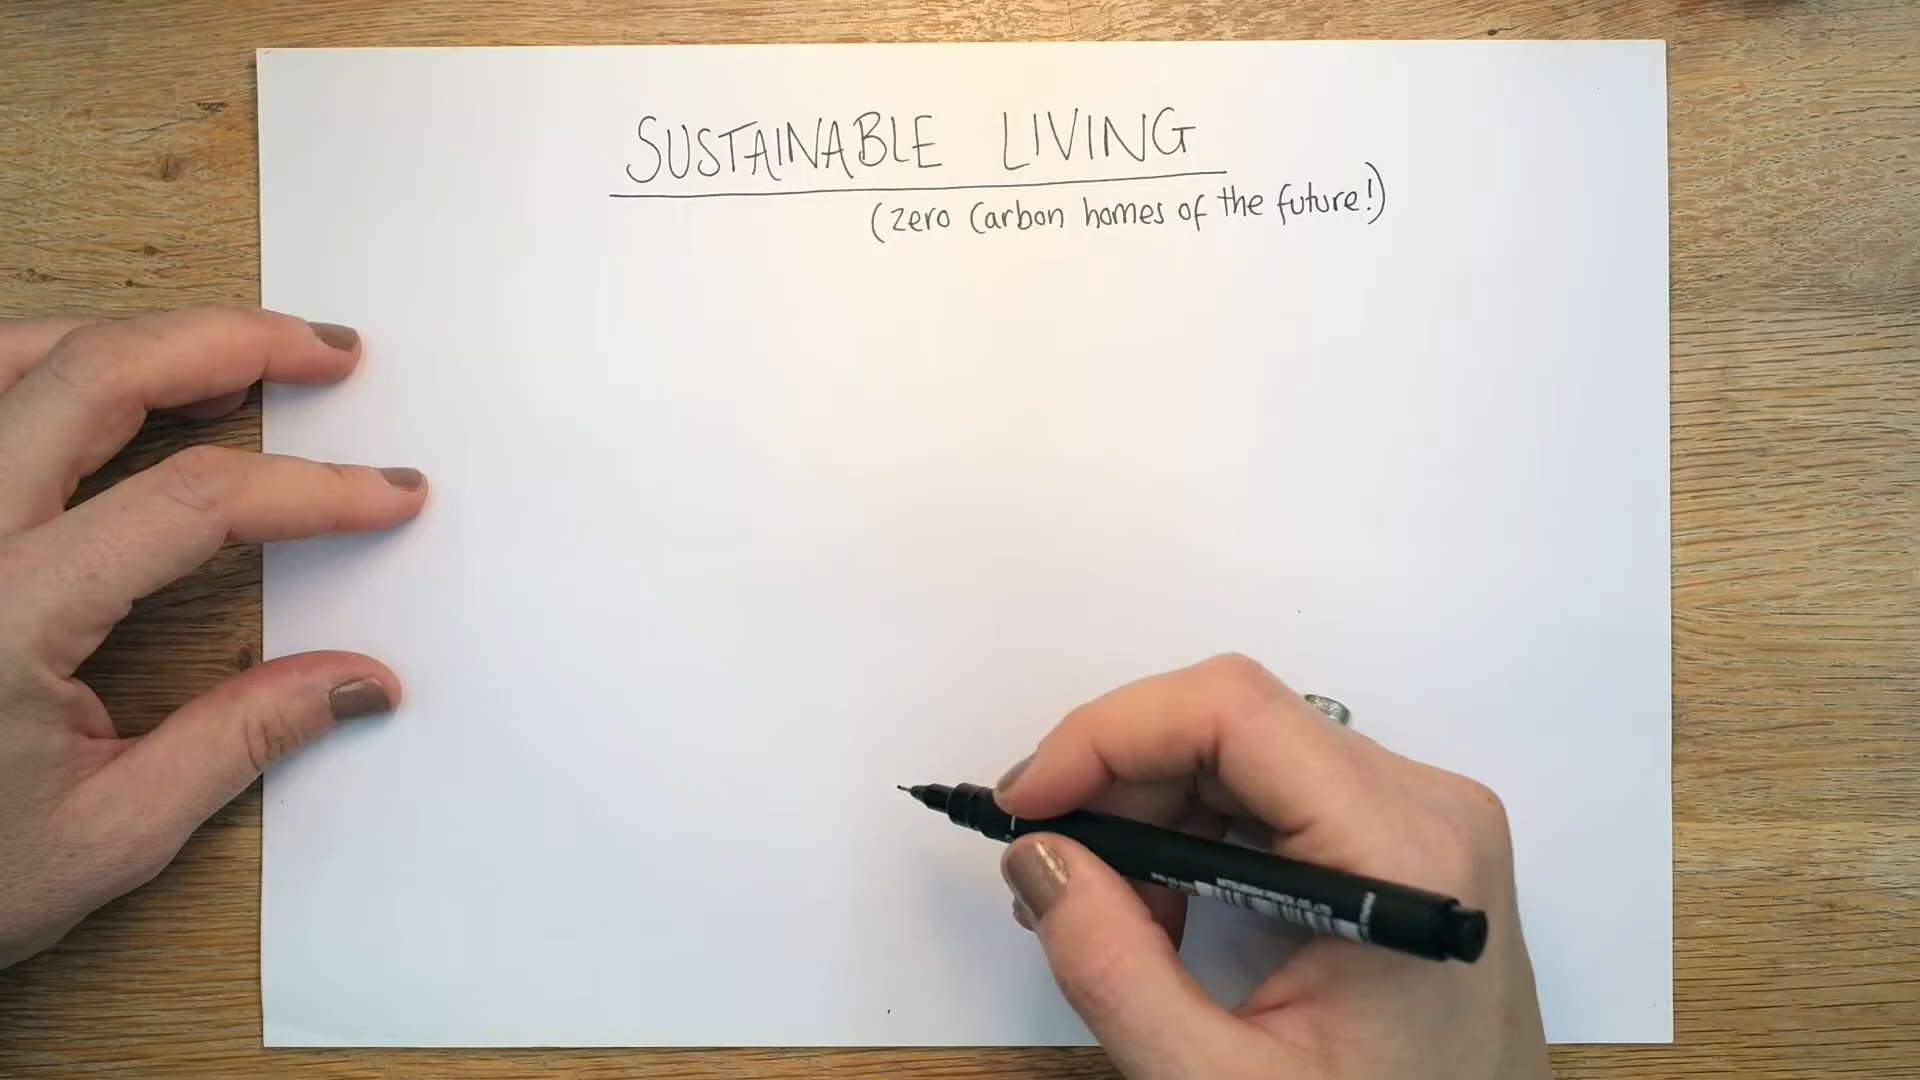 SUSTAINABLE LIVING
(zero Carbon homes of the future!)